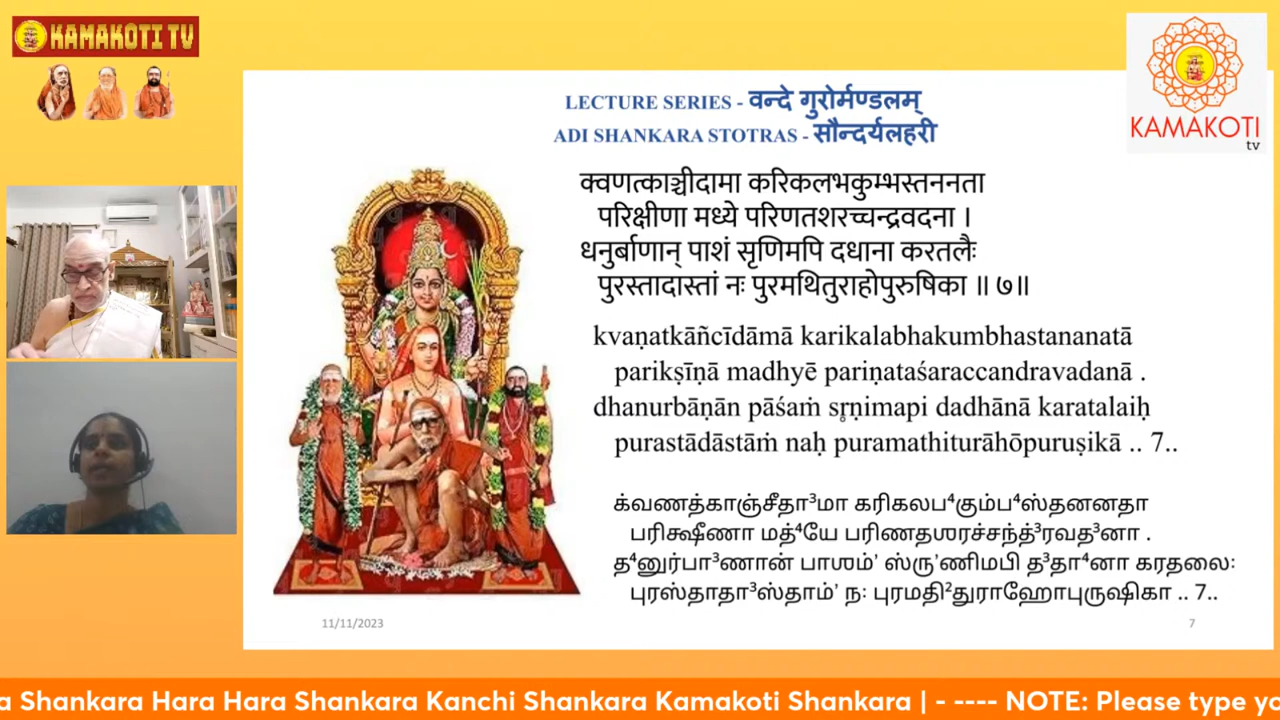 KAMAKOTI TV
KAMAKOTI
tv
LECTURE SERIES - वन्दे गुरोर्मण्डलम्
ADI SHANKARA STOTRAS - सौन्दर्यलहरी
क्वणत्काञ्चीदामा करिकलभकुम्भस्तननता
परिक्षीणा मध्ये परिणतशरच्चन्द्रवदना ।
धनुर्बाणान् पाशं सृणिमपि दधाना करतलैः
पुरस्तादास्तां नः पुरमथितुराहोपुरुषिका ॥ ७॥
kvaṇatkāñcīdāmā karikalabhakumbhastananatā
parikṣīṇā madhyē pariṇataśaraccandravadanā .
dhanurbāṇān pāśaṁ sr̥ṇimapi dadhānā karatalaiḥ
purastādāstāṁ naḥ puramathiturāhōpuruṣikā .. 7..
க்வணத்காஞ்சீதா³மா கரிகலப⁴கும்ப⁴ஸ்தனனதா
பரிக்ஷீணா மத்⁴யே பரிணதஶரச்சந்த்³ரவத³னா .
த⁴னுர்பா³ணான் பாஶம்ʼ ஸ்ருʼணிமபி த³தா⁴னா கரதலை꞉
புரஸ்தாதா³ஸ்தாம்ʼ ந꞉ புரமதி²துராஹோபுருஷிகா .. 7..
11/11/2023
7
a Shankara Hara Hara Shankara Kanchi Shankara Kamakoti Shankara | - ---- NOTE: Please type yo